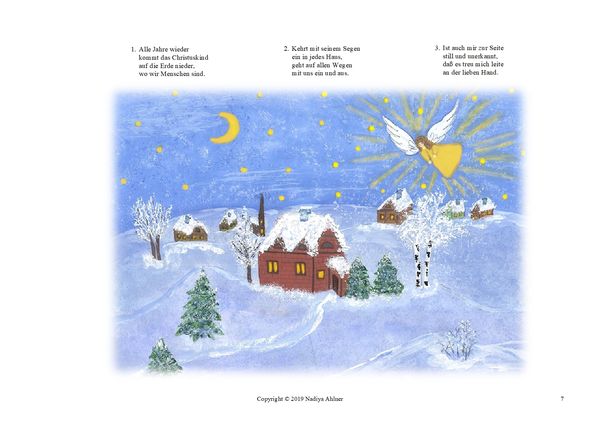 1. Alle Jahre wieder
kommt das Christuskind
auf die Erde nieder,
wo wir Menschen sind.
2. Kehrt mit seinem Segen
ein in jedes Haus,
geht auf allen Wegen
mit uns ein und aus.
3. Ist auch mir zur Seite
still und unerkannt,
daß es treu mich leite
an der lieben Hand.
Copyright © 2019 Nadiya Ahlner
7